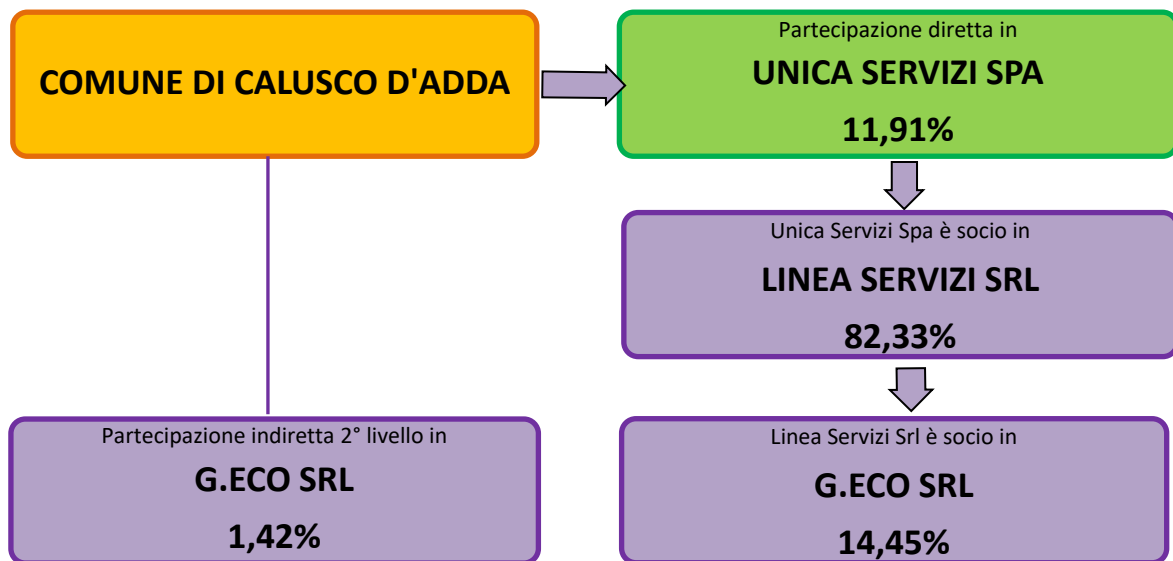 COMUNE DI CALUSCO D'ADDA
Partecipazione diretta in
UNICA SERVIZI SPA
11,91%
Unica Servizi Spa è socio in
LINEA SERVIZI SRL
82,33%
Partecipazione indiretta 2° livello in
G.ECO SRL
1,42%
Linea Servizi Srl è socio in
G.ECO SRL
14,45%